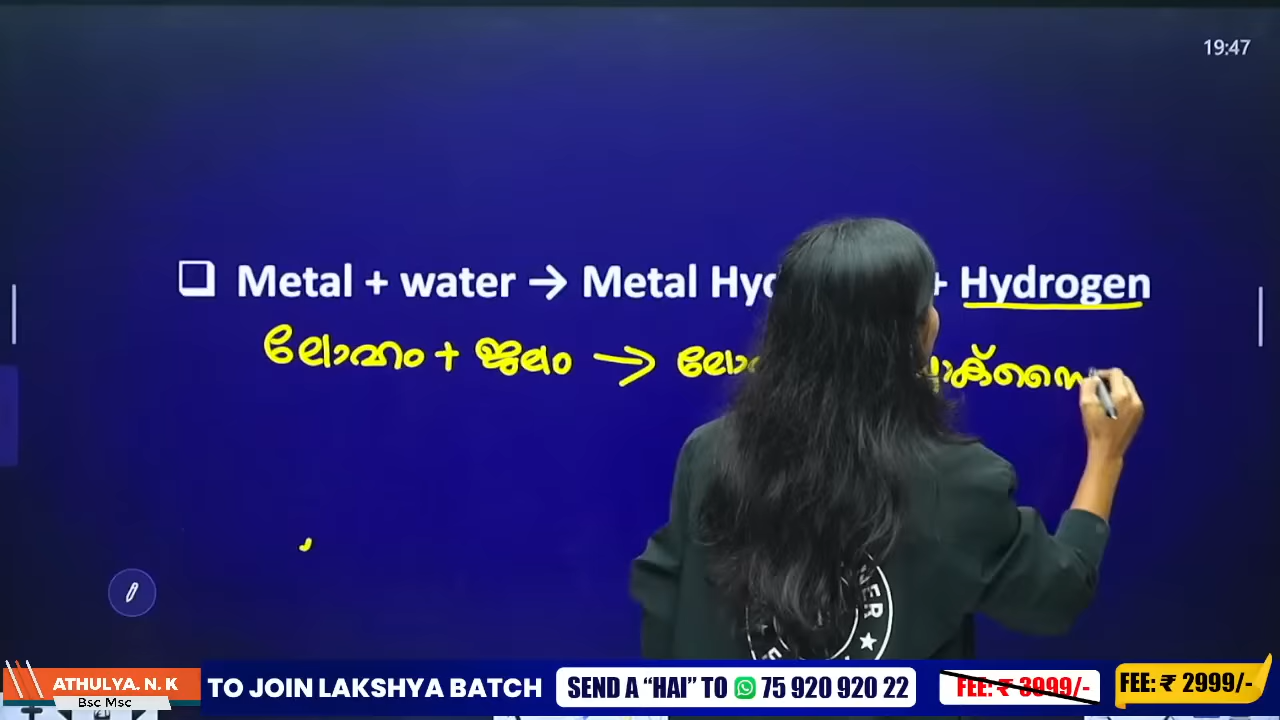 19:47
Metal + water → Metal Hyd + Hydrogen
ലോഹം + ജലം → ലോ ാക്സൈ
ATHULYA. N. K
Bsc Msc
TO JOIN LAKSHYA BATCH
SEND A “HAI” TO 75 920 920 22
FEE: ₹ 3999/-
FEE: ₹ 2999/-